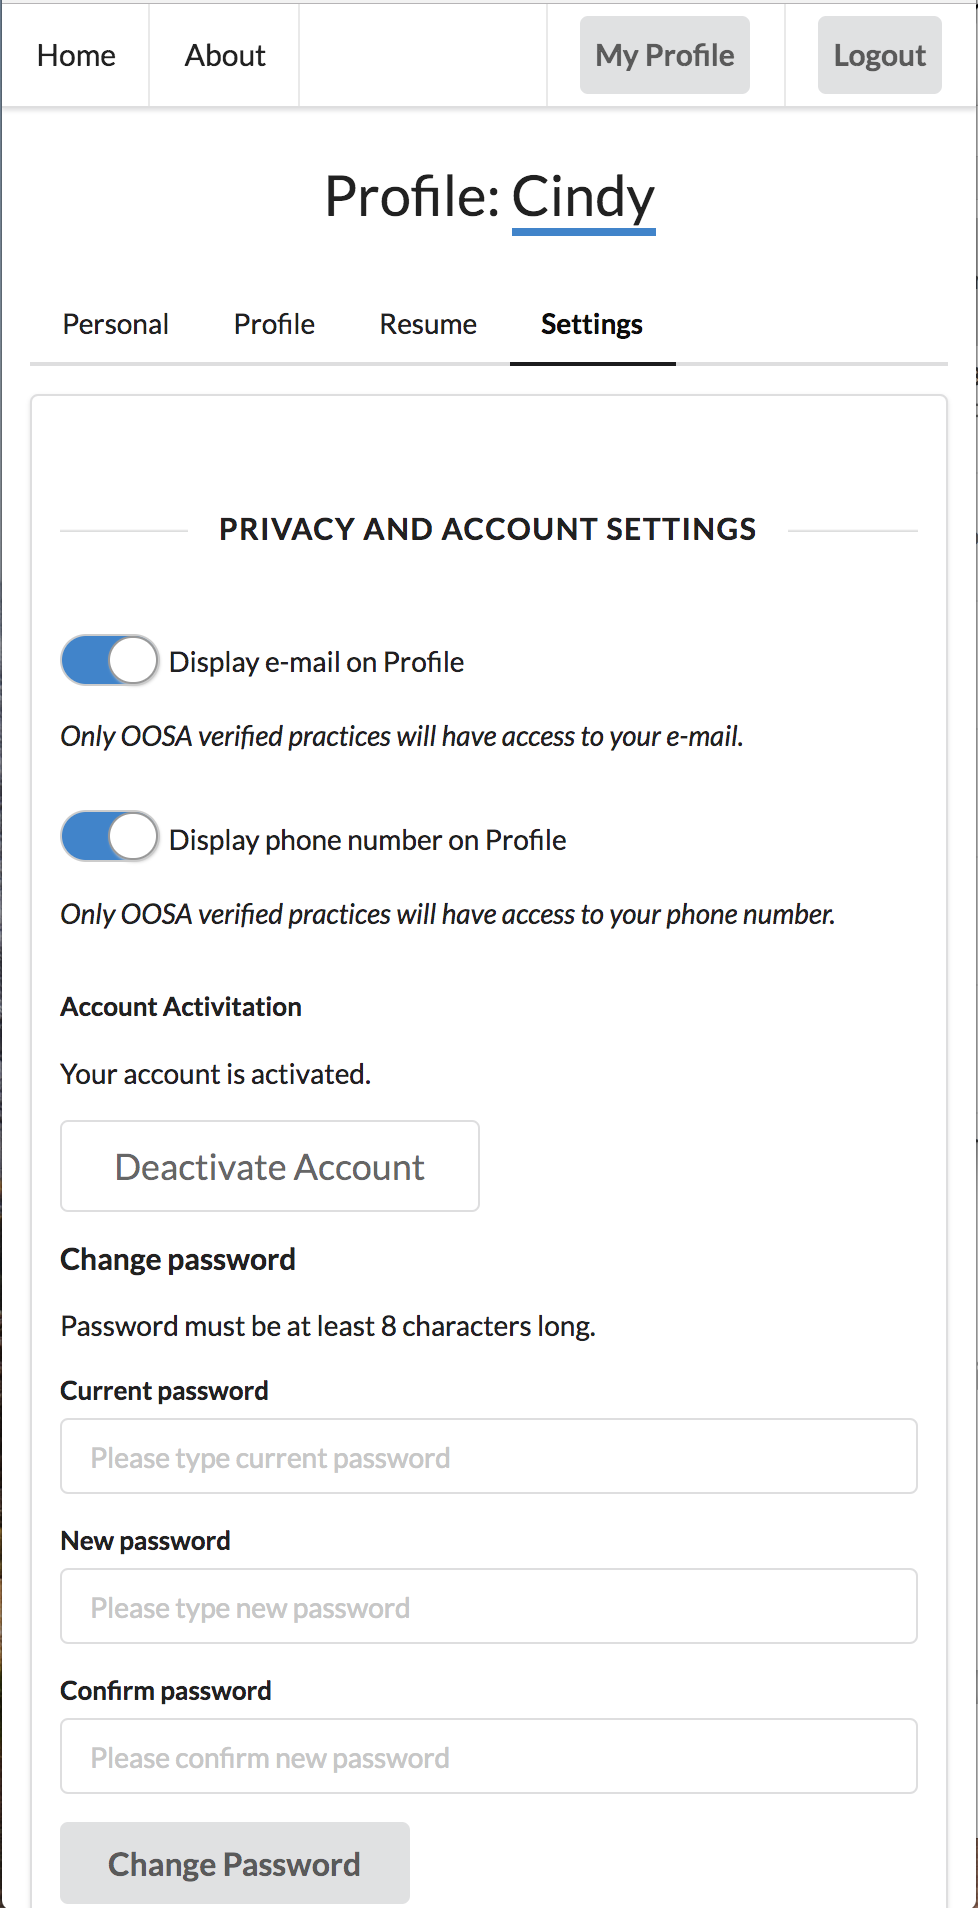 Home About My Profile Logout
Profile: Cindy
Personal Profile Resume Settings
PRIVACY AND ACCOUNT SETTINGS
Display e-mail on Profile
Only OOSA verified practices will have access to your e-mail.
Display phone number on Profile
Only OOSA verified practices will have access to your phone number.
Account Activitation
Your account is activated.
Deactivate Account
Change password
Password must be at least 8 characters long.
Current password
Please type current password
New password
Please type new password
Confirm password
Please confirm new password
Change Password